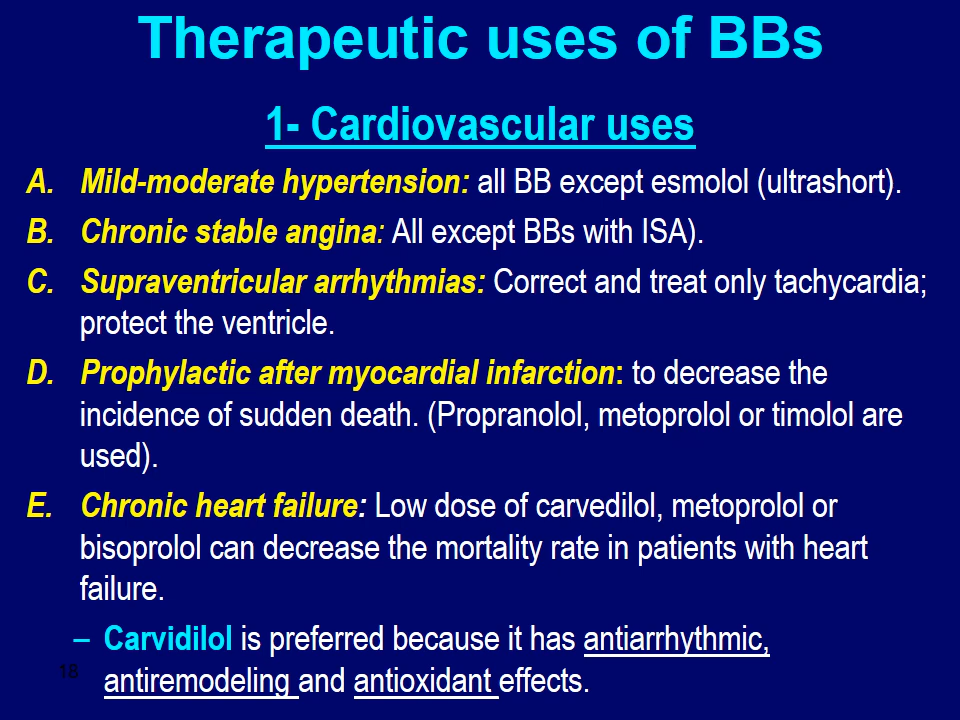 Therapeutic uses of BBs
1- Cardiovascular uses
A. Mild-moderate hypertension: all BB except esmolol (ultrashort).
B. Chronic stable angina: All except BBs with ISA).
C. Supraventricular arrhythmias: Correct and treat only tachycardia;
protect the ventricle.
D. Prophylactic after myocardial infarction: to decrease the
incidence of sudden death. (Propranolol, metoprolol or timolol are
used).
E. Chronic heart failure: Low dose of carvedilol, metoprolol or
bisoprolol can decrease the mortality rate in patients with heart
failure.
– Carvidilol is preferred because it has antiarrhythmic,
18
antiremodeling and antioxidant effects.